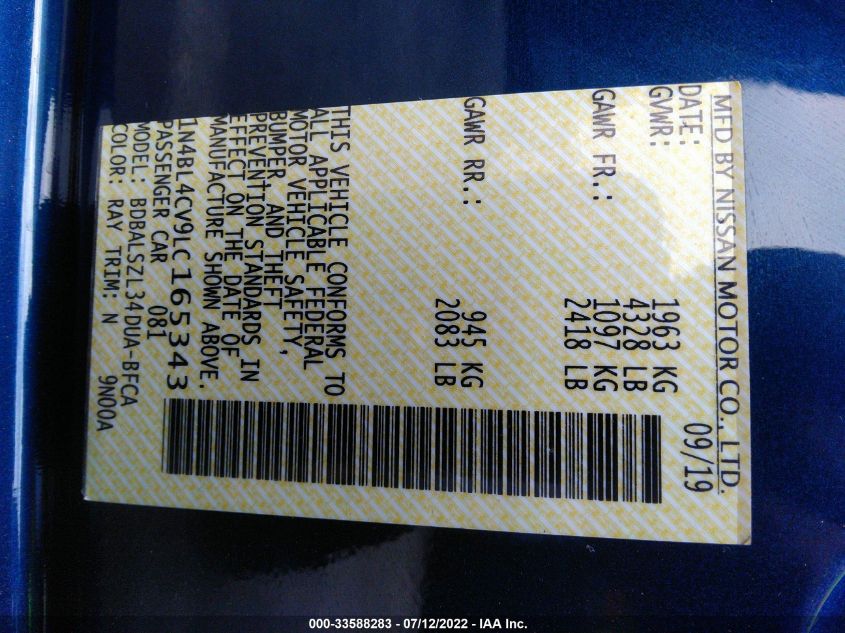 MFD BY NISSAN MOTOR CO., LTD.
DATE: 09/19
GVWR: 1963 KG
4328 LB
GAWR FR.: 1097 KG
2418 LB
GAWR RR.: 945 KG
2083 LB
THIS VEHICLE CONFORMS TO
ALL APPLICABLE FEDERAL
MOTOR VEHICLE SAFETY,
BUMPER, AND THEFT
PREVENTION STANDARDS IN
EFFECT ON THE DATE OF
MANUFACTURE SHOWN ABOVE.
1N4BL4CV9LC165343
PASSENGER CAR 081
MODEL: BDBALSZL34DUA-BFCA
COLOR: RAY TRIM: N 9N00A
000-33588283 - 07/12/2022 - IAA Inc.